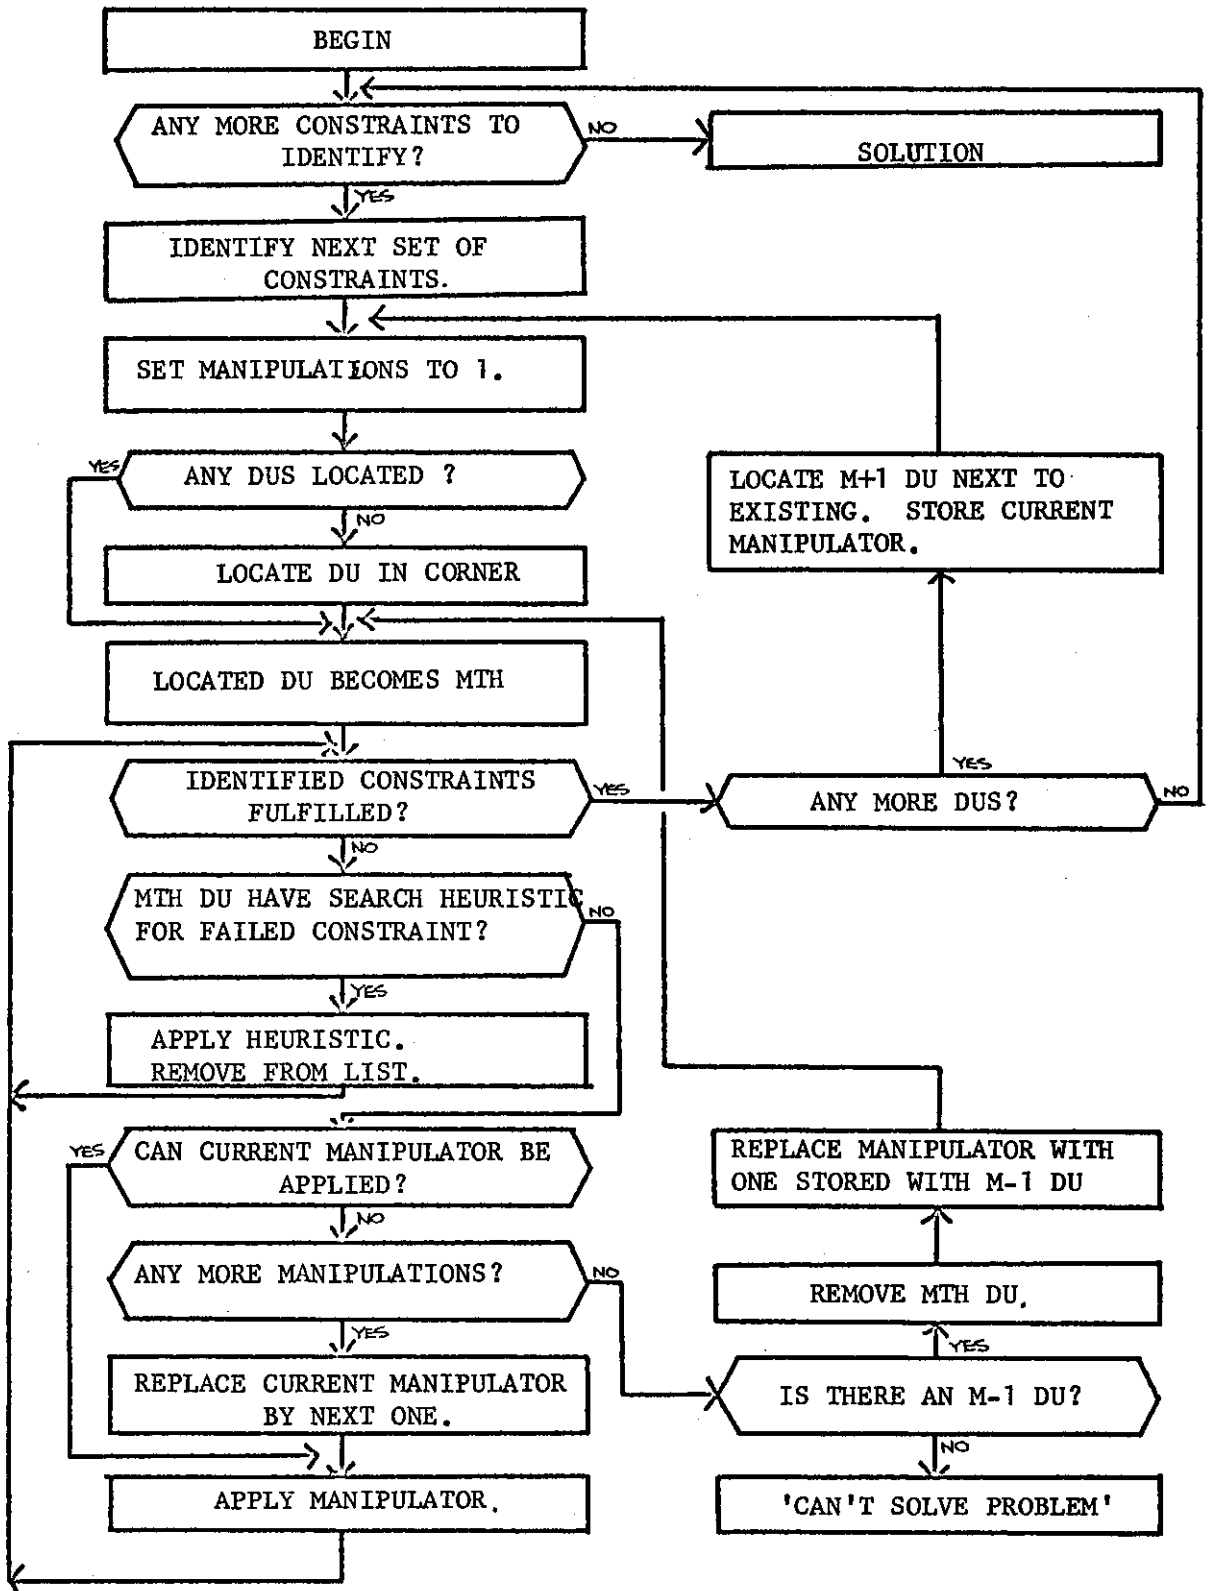 BEGIN
ANY MORE CONSTRAINTS TO
IDENTIFY?
NO
SOLUTION
YES
IDENTIFY NEXT SET OF
CONSTRAINTS.
SET MANIPULATIONS TO 1.
YES
ANY DUS LOCATED ?
NO
LOCATE DU IN CORNER
LOCATE M+1 DU NEXT TO
EXISTING. STORE CURRENT
MANIPULATOR.
LOCATED DU BECOMES MTH
IDENTIFIED CONSTRAINTS
FULFILLED?
YES
YES
ANY MORE DUS?
NO
NO
MTH DU HAVE SEARCH HEURISTIC
FOR FAILED CONSTRAINT?
NO
YES
APPLY HEURISTIC.
REMOVE FROM LIST.
YES
CAN CURRENT MANIPULATOR BE
APPLIED?
NO
REPLACE MANIPULATOR WITH
ONE STORED WITH M-1 DU
ANY MORE MANIPULATIONS?
NO
REMOVE MTH DU.
YES
YES
REPLACE CURRENT MANIPULATOR
BY NEXT ONE.
IS THERE AN M-1 DU?
NO
APPLY MANIPULATOR.
'CAN'T SOLVE PROBLEM'